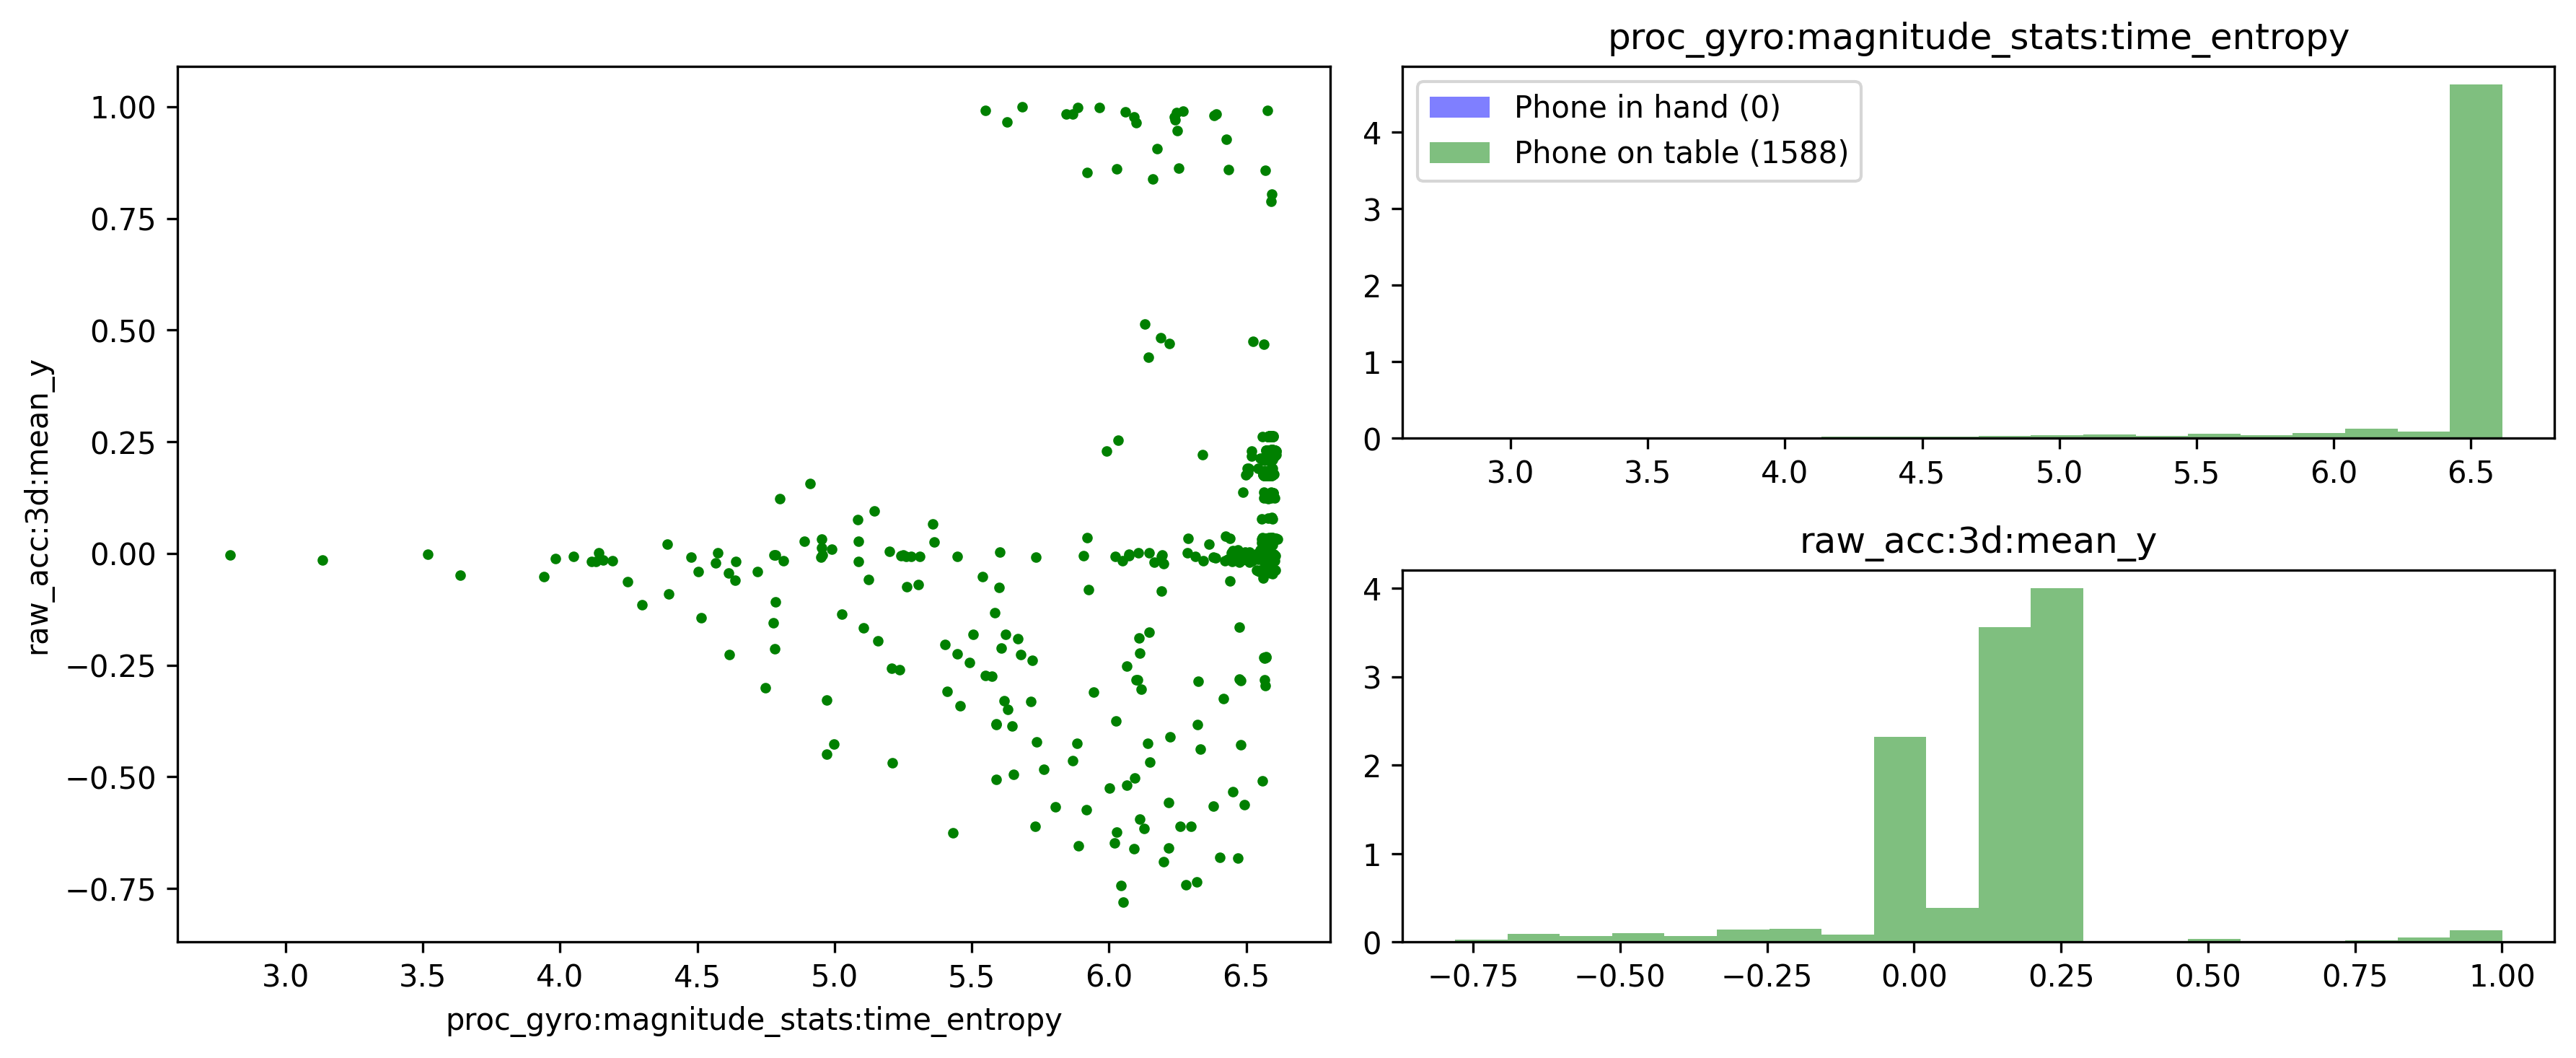 raw_acc:3d:mean_y
1.00
0.75
0.50
0.25
0.00
−0.25
−0.50
−0.75
3.0 3.5 4.0 4.5 5.0 5.5 6.0 6.5
proc_gyro:magnitude_stats:time_entropy
proc_gyro:magnitude_stats:time_entropy
Phone in hand (0)
Phone on table (1588)
4
3
2
1
0
3.0 3.5 4.0 4.5 5.0 5.5 6.0 6.5
raw_acc:3d:mean_y
4
3
2
1
0
−0.75 −0.50 −0.25 0.00 0.25 0.50 0.75 1.00